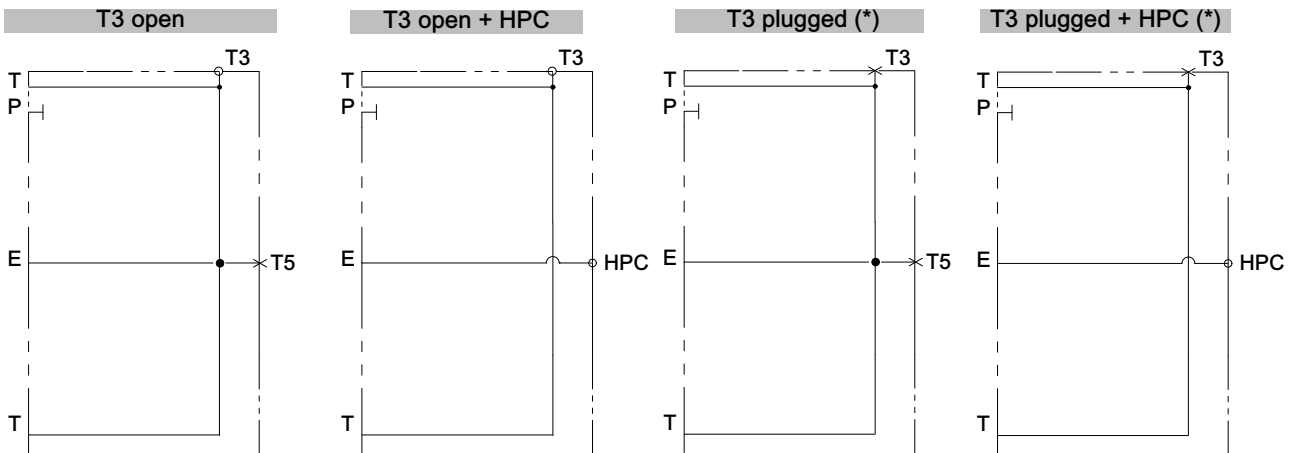 T3 open
T3 open + HPC
T3 plugged (*)
T3 plugged + HPC (*)
T3
T
P
E
T5
T
T3
T
P
E
HPC
T
T3
T
P
E
T5
T
T3
T
P
E
HPC
T